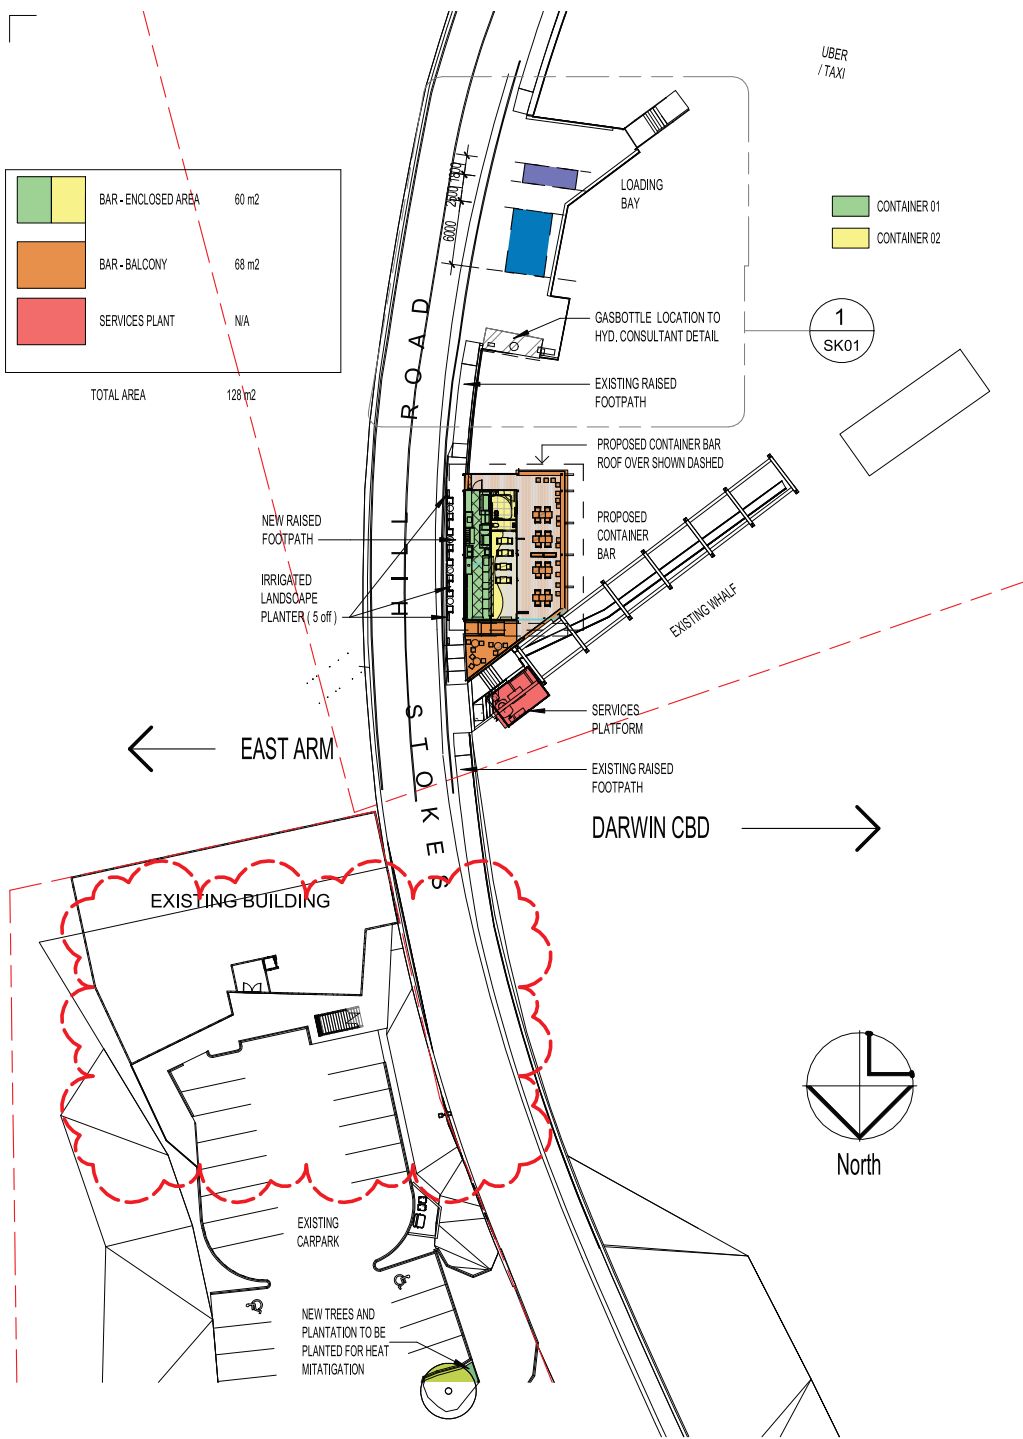 UBER
/ TAXI
BAR - ENCLOSED AREA 60 m2
BAR - BALCONY 68 m2
SERVICES PLANT N/A
TOTAL AREA 128 m2
1800
2500
6000
LOADING
BAY
CONTAINER 01
CONTAINER 02
GASBOTTLE LOCATION TO
HYD. CONSULTANT DETAIL
1
SK01
EXISTING RAISED
FOOTPATH
PROPOSED CONTAINER BAR
ROOF OVER SHOWN DASHED
NEW RAISED
FOOTPATH
PROPOSED
CONTAINER
BAR
IRRIGATED
LANDSCAPE
PLANTER ( 5 off )
EXISTING WHALF
STOKES HILL ROAD
SERVICES
PLATFORM
EAST ARM
EXISTING RAISED
FOOTPATH
DARWIN CBD
EXISTING BUILDING
North
EXISTING
CARPARK
NEW TREES AND
PLANTATION TO BE
PLANTED FOR HEAT
MITATIGATION